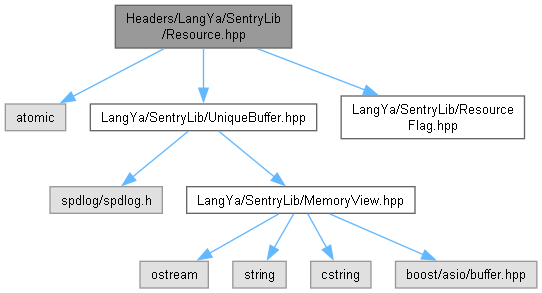 Headers/LangYa/SentryLib
/Resource.hpp
atomic
LangYa/SentryLib/UniqueBuffer.hpp
LangYa/SentryLib/Resource
Flag.hpp
spdlog/spdlog.h
LangYa/SentryLib/MemoryView.hpp
ostream
string
cstring
boost/asio/buffer.hpp